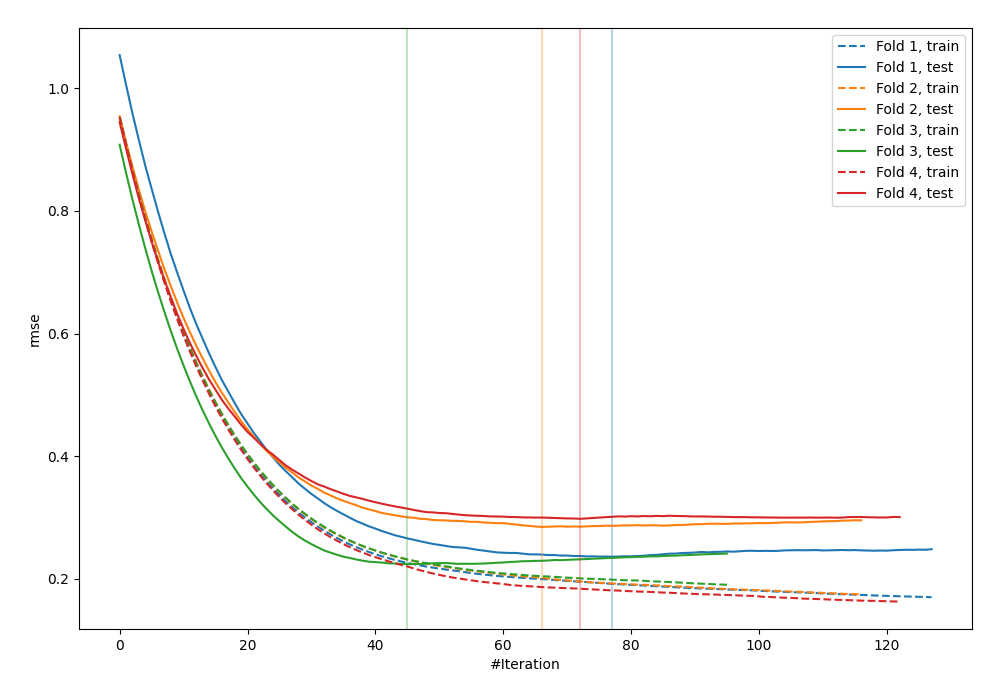 Fold 1, train
Fold 1, test
Fold 2, train
Fold 2, test
Fold 3, train
Fold 3, test
Fold 4, train
Fold 4, test
rmse
1.0
0.8
0.6
0.4
0.2
0 20 40 60 80 100 120
#Iteration